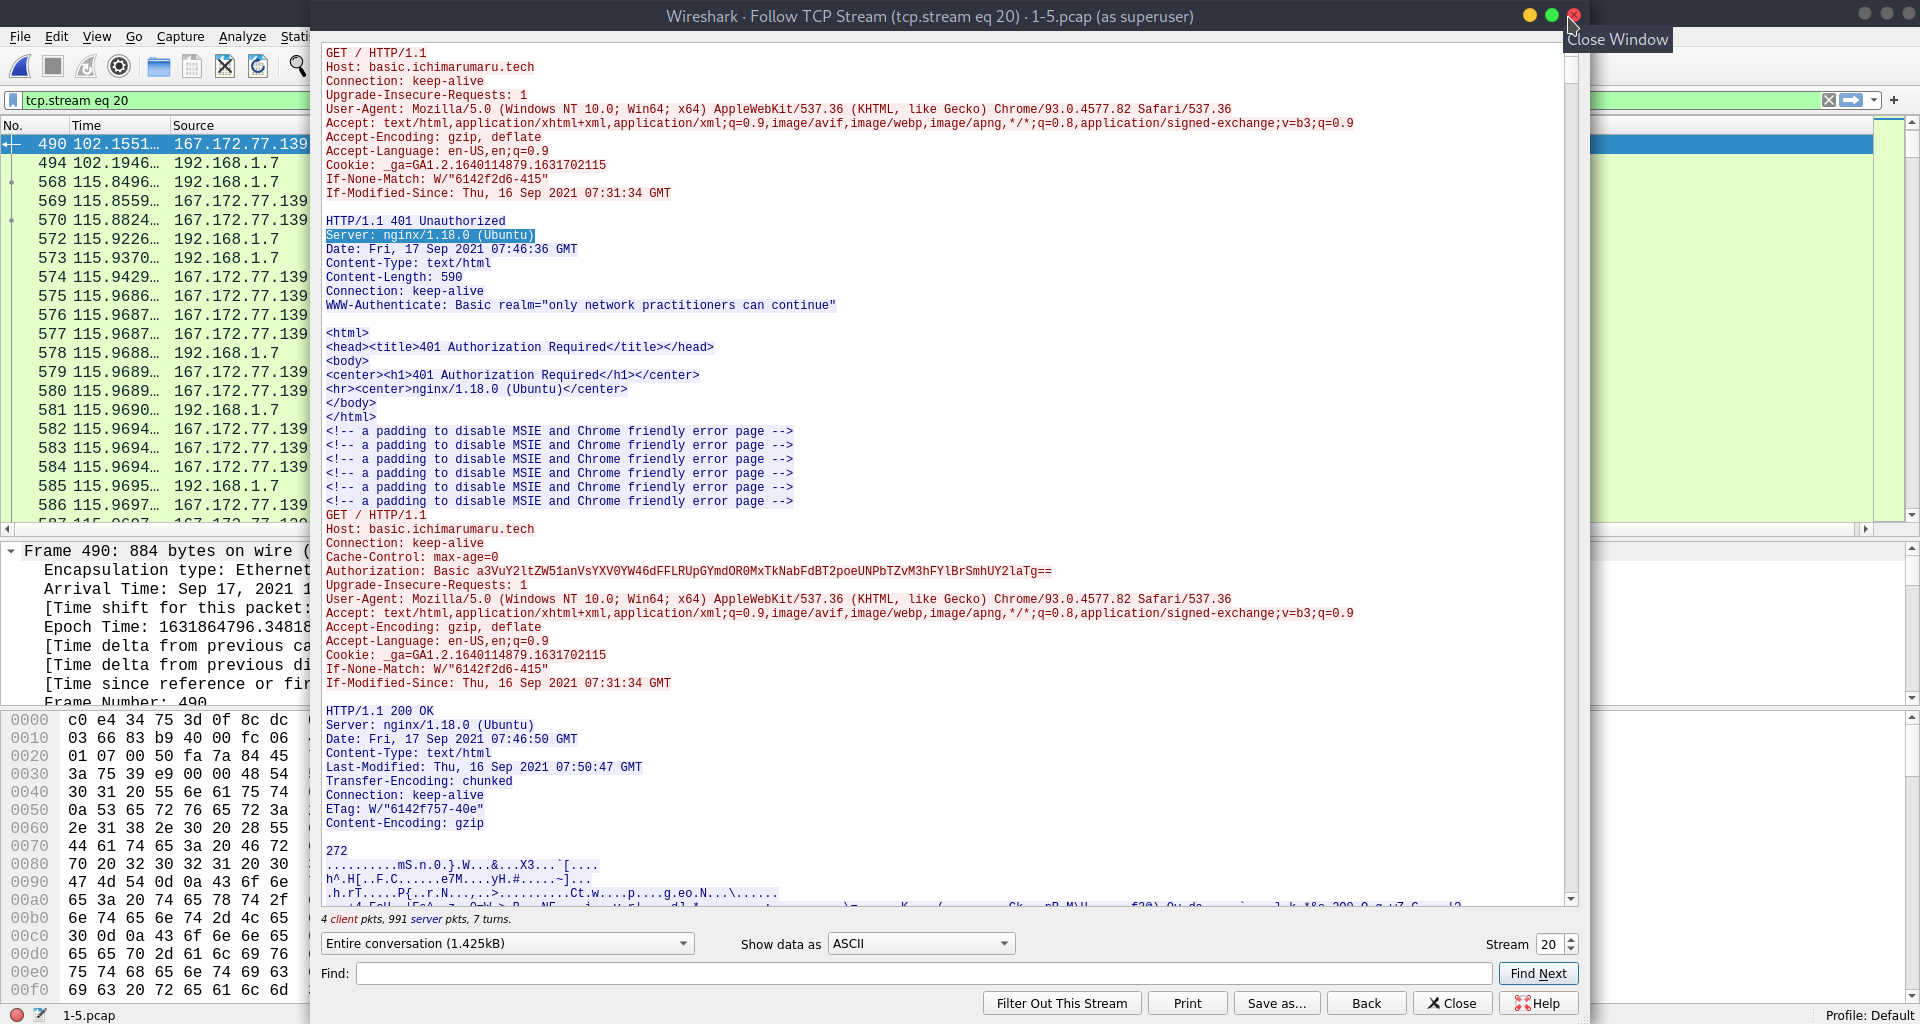 Wireshark · Follow TCP Stream (tcp.stream eq 20) · 1-5.pcap (as superuser)
Close Window
File Edit View Go Capture Analyze Stati
tcp.stream eq 20
No. Time Source
490 102.1551… 167.172.77.139
494 102.1946… 192.168.1.7
568 115.8496… 192.168.1.7
569 115.8559… 167.172.77.139
570 115.8824… 167.172.77.139
572 115.9226… 192.168.1.7
573 115.9370… 192.168.1.7
574 115.9429… 167.172.77.139
575 115.9686… 167.172.77.139
576 115.9687… 167.172.77.139
577 115.9687… 167.172.77.139
578 115.9688… 192.168.1.7
579 115.9689… 167.172.77.139
580 115.9689… 167.172.77.139
581 115.9690… 192.168.1.7
582 115.9694… 167.172.77.139
583 115.9694… 167.172.77.139
584 115.9694… 167.172.77.139
585 115.9695… 192.168.1.7
586 115.9697… 167.172.77.139
Frame 490: 884 bytes on wire (
Encapsulation type: Ethernet
Arrival Time: Sep 17, 2021 1
[Time shift for this packet:
Epoch Time: 1631864796.34818
[Time delta from previous ca
[Time delta from previous di
[Time since reference or fir
Frame Number: 490
0000 c0 e4 34 75 3d 0f 8c dc
0010 03 66 83 b9 40 00 fc 06
0020 01 07 00 50 fa 7a 84 45
0030 3a 75 39 e9 00 00 48 54
0040 30 31 20 55 6e 61 75 74
0050 0a 53 65 72 76 65 72 3a
0060 2e 31 38 2e 30 20 28 55
0070 44 61 74 65 3a 20 46 72
0080 70 20 32 30 32 31 20 30
0090 47 4d 54 0d 0a 43 6f 6e
00a0 65 3a 20 74 65 78 74 2f
00b0 6e 74 65 6e 74 2d 4c 65
00c0 30 0d 0a 43 6f 6e 6e 65
00d0 65 65 70 2d 61 6c 69 76
00e0 75 74 68 65 6e 74 69 63
00f0 69 63 20 72 65 61 6c 6d
GET / HTTP/1.1
Host: basic.ichimarumaru.tech
Connection: keep-alive
Upgrade-Insecure-Requests: 1
User-Agent: Mozilla/5.0 (Windows NT 10.0; Win64; x64) AppleWebKit/537.36 (KHTML, like Gecko) Chrome/93.0.4577.82 Safari/537.36
Accept: text/html,application/xhtml+xml,application/xml;q=0.9,image/avif,image/webp,image/apng,*/*;q=0.8,application/signed-exchange;v=b3;q=0.9
Accept-Encoding: gzip, deflate
Accept-Language: en-US,en;q=0.9
Cookie: _ga=GA1.2.1640114879.1631702115
If-None-Match: W/"6142f2d6-415"
If-Modified-Since: Thu, 16 Sep 2021 07:31:34 GMT
HTTP/1.1 401 Unauthorized
Server: nginx/1.18.0 (Ubuntu)
Date: Fri, 17 Sep 2021 07:46:36 GMT
Content-Type: text/html
Content-Length: 590
Connection: keep-alive
WWW-Authenticate: Basic realm="only network practitioners can continue"
<html>
<head><title>401 Authorization Required</title></head>
<body>
<center><h1>401 Authorization Required</h1></center>
<hr><center>nginx/1.18.0 (Ubuntu)</center>
</body>
</html>
<!-- a padding to disable MSIE and Chrome friendly error page -->
<!-- a padding to disable MSIE and Chrome friendly error page -->
<!-- a padding to disable MSIE and Chrome friendly error page -->
<!-- a padding to disable MSIE and Chrome friendly error page -->
<!-- a padding to disable MSIE and Chrome friendly error page -->
<!-- a padding to disable MSIE and Chrome friendly error page -->
GET / HTTP/1.1
Host: basic.ichimarumaru.tech
Connection: keep-alive
Cache-Control: max-age=0
Authorization: Basic a3VuY2ltZW51anVsYXV0YW46dFFLRUpGYmdOR0MxTkNabFdBT2poeUNPbTZvM3hFYlBrSmhUY2laTg==
Upgrade-Insecure-Requests: 1
User-Agent: Mozilla/5.0 (Windows NT 10.0; Win64; x64) AppleWebKit/537.36 (KHTML, like Gecko) Chrome/93.0.4577.82 Safari/537.36
Accept: text/html,application/xhtml+xml,application/xml;q=0.9,image/avif,image/webp,image/apng,*/*;q=0.8,application/signed-exchange;v=b3;q=0.9
Accept-Encoding: gzip, deflate
Accept-Language: en-US,en;q=0.9
Cookie: _ga=GA1.2.1640114879.1631702115
If-None-Match: W/"6142f2d6-415"
If-Modified-Since: Thu, 16 Sep 2021 07:31:34 GMT
HTTP/1.1 200 OK
Server: nginx/1.18.0 (Ubuntu)
Date: Fri, 17 Sep 2021 07:46:50 GMT
Content-Type: text/html
Last-Modified: Thu, 16 Sep 2021 07:50:47 GMT
Transfer-Encoding: chunked
Connection: keep-alive
ETag: W/"6142f757-40e"
Content-Encoding: gzip
272
..........mS.n.0.}.W...&...X3...`[....
h^.H[..F.C......e7M....yH.#.....~]...
.h.rT.....P{..r.N...,..>..........Ct.w....p....g.eo.N...\......
4 client pkts, 991 server pkts, 7 turns.
Entire conversation (1.425kB)
Show data as ASCII
Stream 20
Find:
Find Next
Filter Out This Stream
Print
Save as…
Back
Close
Help
1-5.pcap
Profile: Default